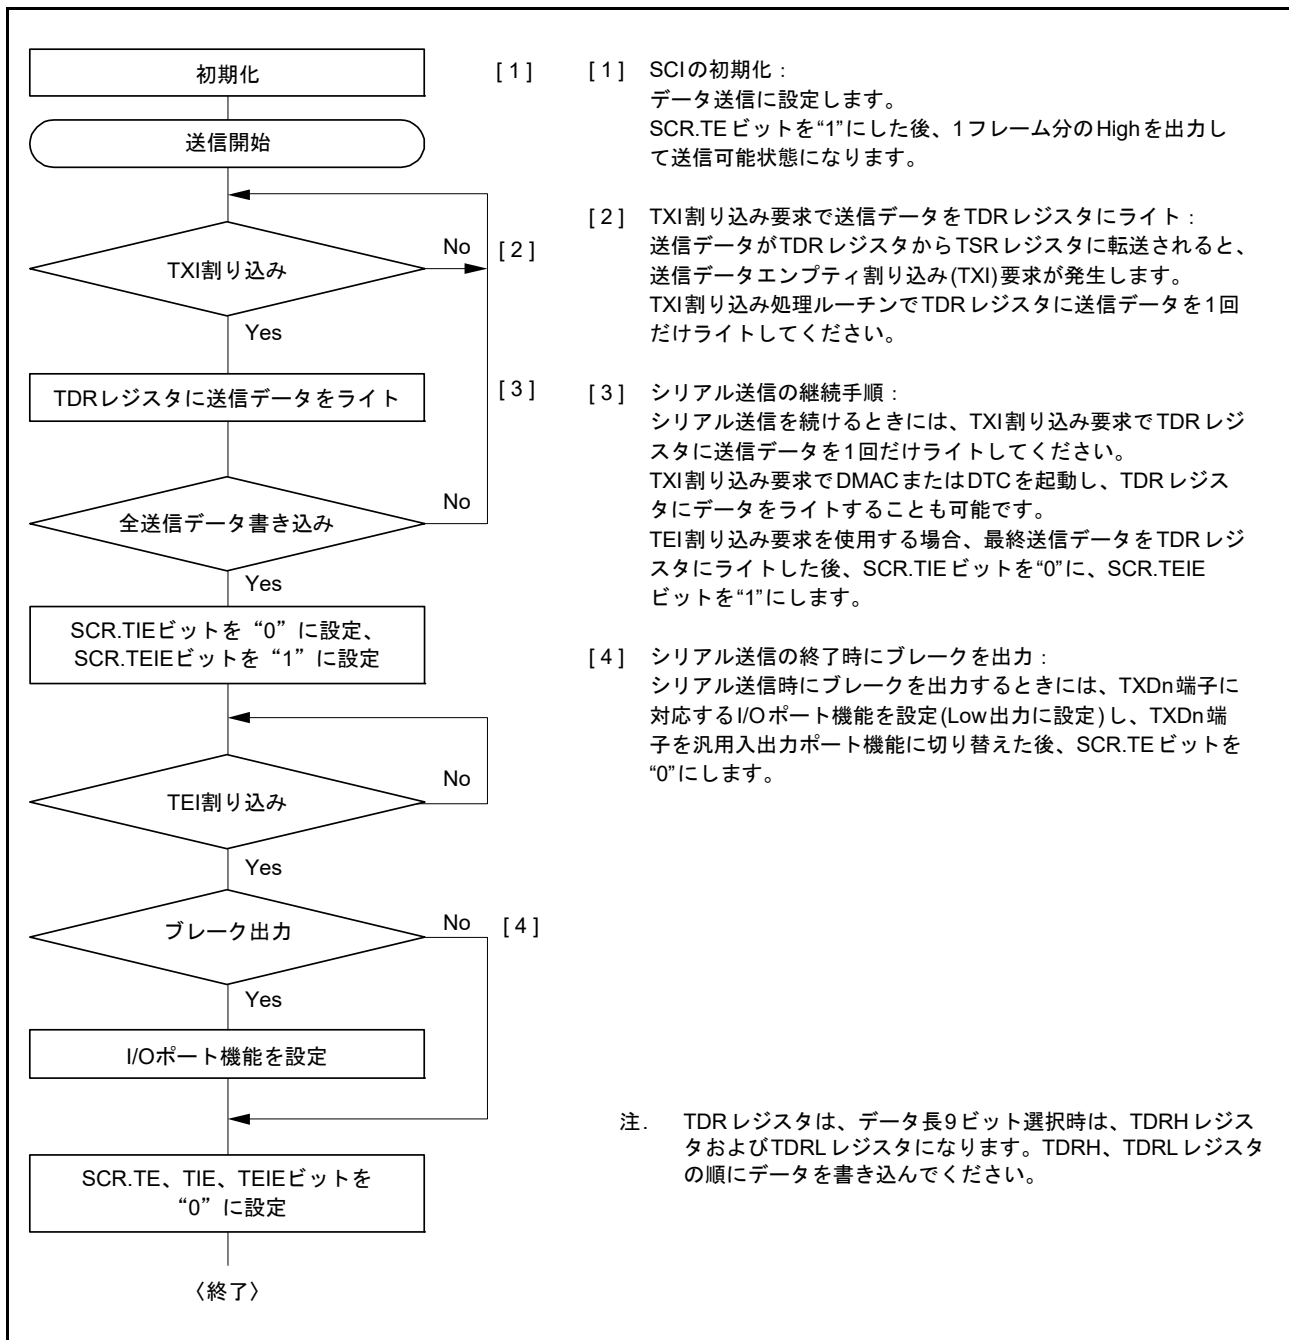 初期化
[1]
送信開始
TXI割り込み
No
[2]
Yes
TDRレジスタに送信データをライト
[3]
全送信データ書き込み
No
Yes
SCR.TIEビットを“0”に設定、
SCR.TEIEビットを“1”に設定
TEI割り込み
No
Yes
ブレーク出力
No
[4]
Yes
I/Oポート機能を設定
SCR.TE、TIE、TEIEビットを
“0”に設定
〈終了〉
[1] SCIの初期化：
データ送信に設定します。
SCR.TEビットを“1”にした後、1フレーム分のHighを出力し
て送信可能状態になります。
[2] TXI割り込み要求で送信データをTDRレジスタにライト：
送信データがTDRレジスタからTSRレジスタに転送されると、
送信データエンプティ割り込み(TXI)要求が発生します。
TXI割り込み処理ルーチンでTDRレジスタに送信データを1回
だけライトしてください。
[3] シリアル送信の継続手順：
シリアル送信を続けるときには、TXI割り込み要求でTDRレジ
スタに送信データを1回だけライトしてください。
TXI割り込み要求でDMACまたはDTCを起動し、TDRレジス
タにデータをライトすることも可能です。
TEI割り込み要求を使用する場合、最終送信データをTDRレジ
スタにライトした後、SCR.TIEビットを“0”に、SCR.TEIE
ビットを“1”にします。
[4] シリアル送信の終了時にブレークを出力：
シリアル送信時にブレークを出力するときには、TXDn端子に
対応するI/Oポート機能を設定(Low出力に設定)し、TXDn端
子を汎用入出力ポート機能に切り替えた後、SCR.TEビットを
“0”にします。
注. TDRレジスタは、データ長9ビット選択時は、TDRHレジス
タおよびTDRLレジスタになります。TDRH、TDRLレジスタ
の順にデータを書き込んでください。